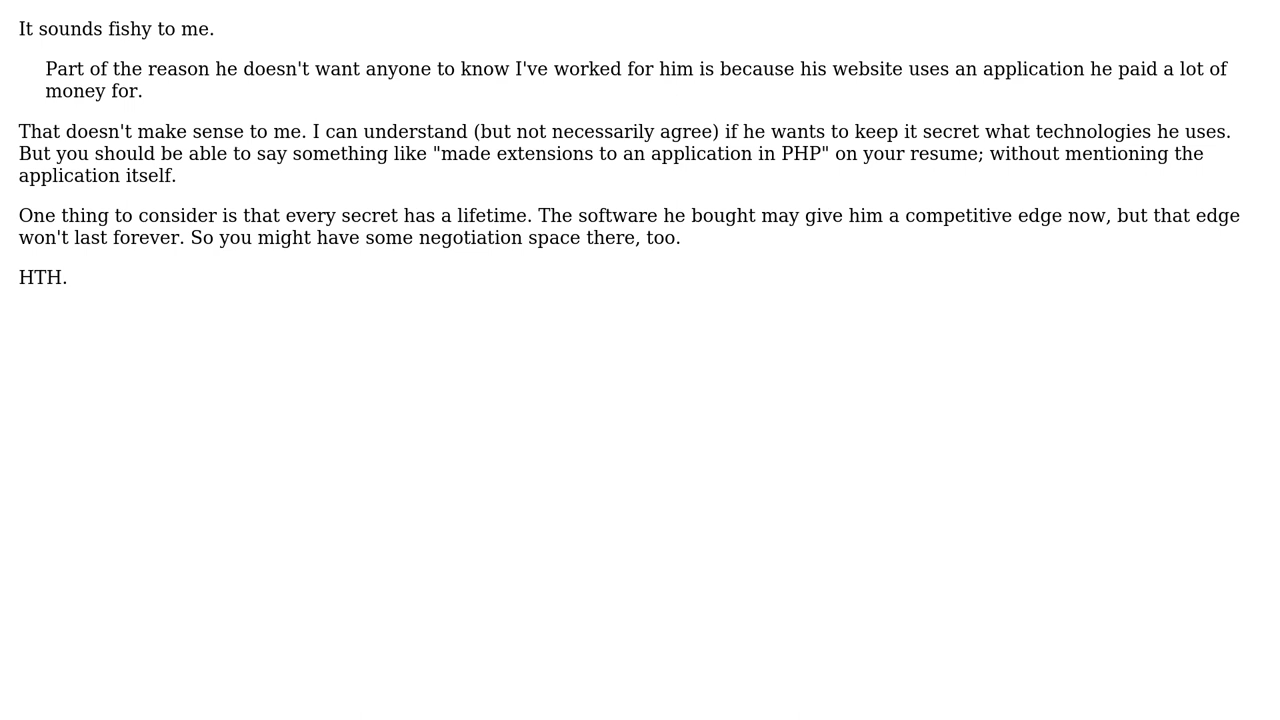 It sounds fishy to me.
Part of the reason he doesn't want anyone to know I've worked for him is because his website uses an application he paid a lot of
money for.
That doesn't make sense to me. I can understand (but not necessarily agree) if he wants to keep it secret what technologies he uses.
But you should be able to say something like "made extensions to an application in PHP" on your resume; without mentioning the
application itself.
One thing to consider is that every secret has a lifetime. The software he bought may give him a competitive edge now, but that edge
won't last forever. So you might have some negotiation space there, too.
HTH.